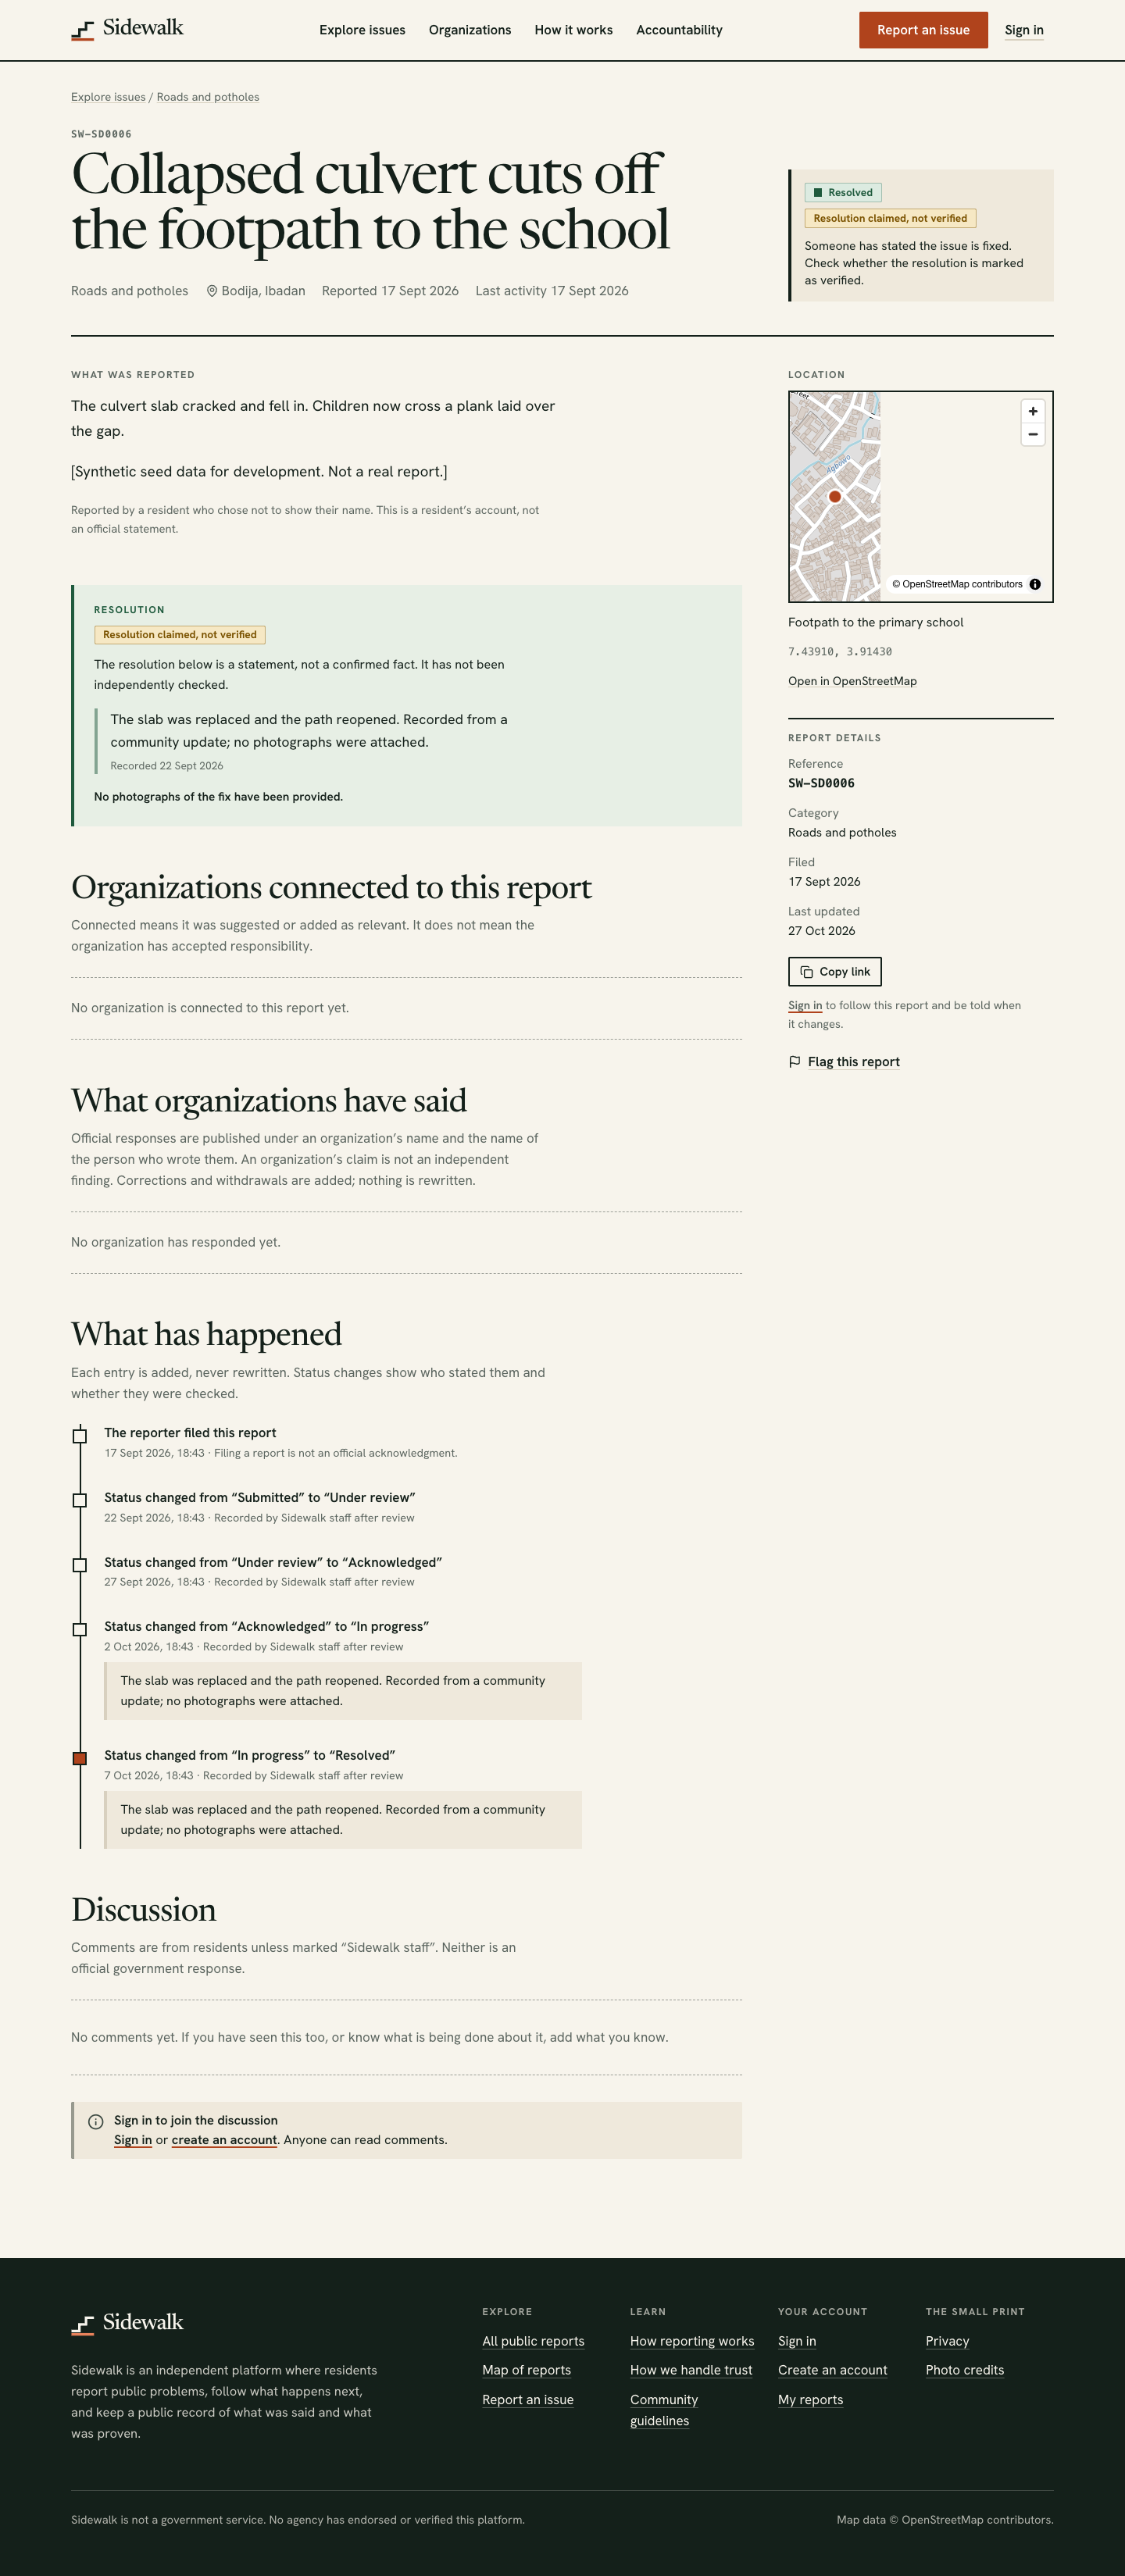 Sidewalk
Explore issues
Organizations
How it works
Accountability
Report an issue
Sign in
Explore issues / Roads and potholes
SW-SD0006
Collapsed culvert cuts off
the footpath to the school
Roads and potholes
Bodija, Ibadan
Reported 17 Sept 2026
Last activity 17 Sept 2026
Resolved
Resolution claimed, not verified
Someone has stated the issue is fixed.
Check whether the resolution is marked
as verified.
WHAT WAS REPORTED
The culvert slab cracked and fell in. Children now cross a plank laid over
the gap.
[Synthetic seed data for development. Not a real report.]
Reported by a resident who chose not to show their name. This is a resident’s account, not
an official statement.
RESOLUTION
Resolution claimed, not verified
The resolution below is a statement, not a confirmed fact. It has not been
independently checked.
The slab was replaced and the path reopened. Recorded from a
community update; no photographs were attached.
Recorded 22 Sept 2026
No photographs of the fix have been provided.
Organizations connected to this report
Connected means it was suggested or added as relevant. It does not mean the
organization has accepted responsibility.
No organization is connected to this report yet.
What organizations have said
Official responses are published under an organization’s name and the name of
the person who wrote them. An organization’s claim is not an independent
finding. Corrections and withdrawals are added; nothing is rewritten.
No organization has responded yet.
What has happened
Each entry is added, never rewritten. Status changes show who stated them and
whether they were checked.
The reporter filed this report
17 Sept 2026, 18:43 · Filing a report is not an official acknowledgment.
Status changed from “Submitted” to “Under review”
22 Sept 2026, 18:43 · Recorded by Sidewalk staff after review
Status changed from “Under review” to “Acknowledged”
27 Sept 2026, 18:43 · Recorded by Sidewalk staff after review
Status changed from “Acknowledged” to “In progress”
2 Oct 2026, 18:43 · Recorded by Sidewalk staff after review
The slab was replaced and the path reopened. Recorded from a community
update; no photographs were attached.
Status changed from “In progress” to “Resolved”
7 Oct 2026, 18:43 · Recorded by Sidewalk staff after review
The slab was replaced and the path reopened. Recorded from a community
update; no photographs were attached.
Discussion
Comments are from residents unless marked “Sidewalk staff”. Neither is an
official government response.
No comments yet. If you have seen this too, or know what is being done about it, add what you know.
Sign in to join the discussion
Sign in or create an account. Anyone can read comments.
LOCATION
Agbowo
© OpenStreetMap contributors
Footpath to the primary school
7.43910, 3.91430
Open in OpenStreetMap
REPORT DETAILS
Reference
SW-SD0006
Category
Roads and potholes
Filed
17 Sept 2026
Last updated
27 Oct 2026
Copy link
Sign in to follow this report and be told when
it changes.
Flag this report
Sidewalk
Sidewalk is an independent platform where residents
report public problems, follow what happens next,
and keep a public record of what was said and what
was proven.
EXPLORE
All public reports
Map of reports
Report an issue
LEARN
How reporting works
How we handle trust
Community
guidelines
YOUR ACCOUNT
Sign in
Create an account
My reports
THE SMALL PRINT
Privacy
Photo credits
Sidewalk is not a government service. No agency has endorsed or verified this platform.
Map data © OpenStreetMap contributors.